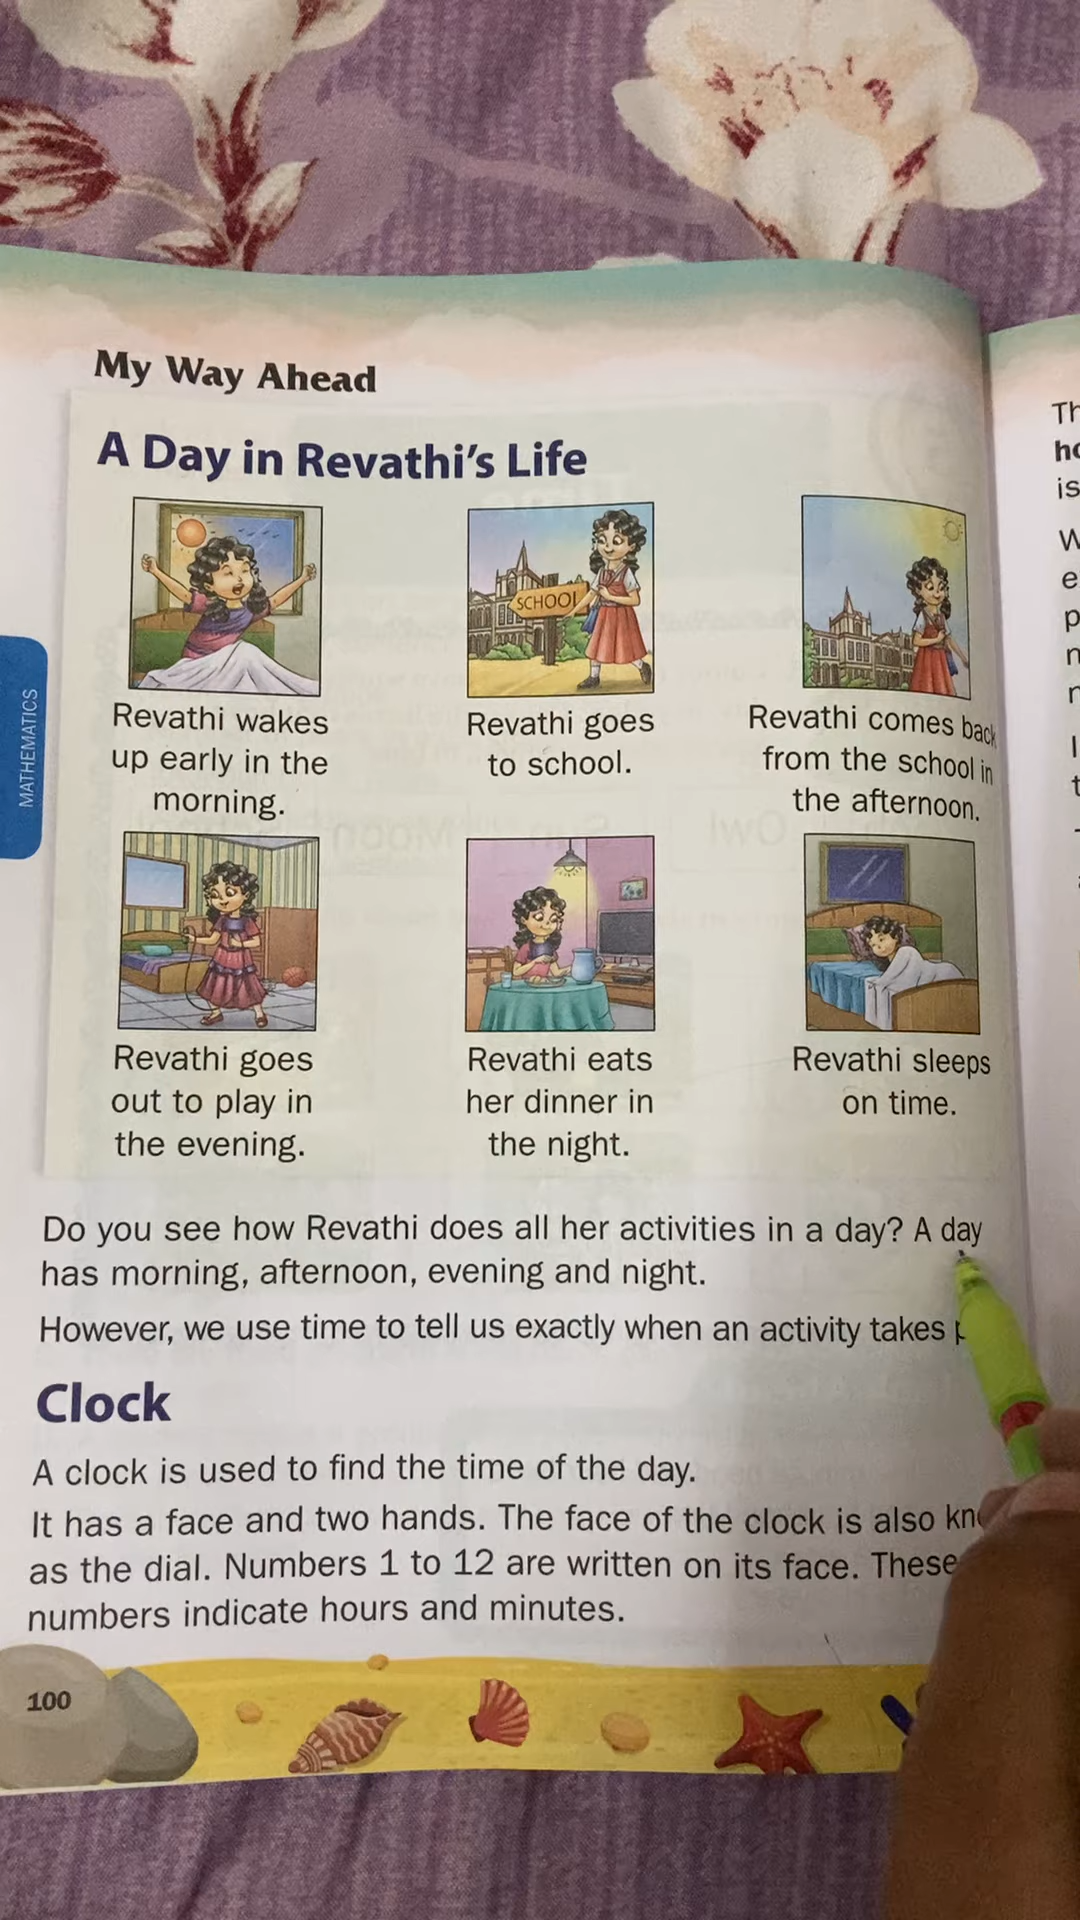 My Way Ahead
A Day in Revathi's Life
SCHOOL
Revathi wakes
up early in the
morning.
Revathi goes
to school.
Revathi comes back
from the school in
the afternoon.
Revathi goes
out to play in
the evening.
Revathi eats
her dinner in
the night.
Revathi sleeps
on time.
Do you see how Revathi does all her activities in a day? A day
has morning, afternoon, evening and night.
However, we use time to tell us exactly when an activity takes
Clock
A clock is used to find the time of the day.
It has a face and two hands. The face of the clock is also
as the dial. Numbers 1 to 12 are written on its face. These
numbers indicate hours and minutes.
100
MATHEMATICS
is